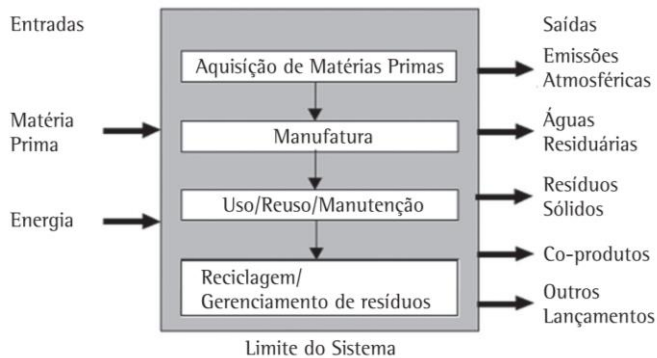 Entradas
Saídas
Aquisição de Matérias Primas
Emissões
Atmosféricas
Matéria
Prima
Manufatura
Águas
Residuárias
Energia
Uso/Reuso/Manutenção
Resíduos
Sólidos
Co-produtos
Reciclagem/
Gerenciamento de resíduos
Outros
Lançamentos
Limite do Sistema